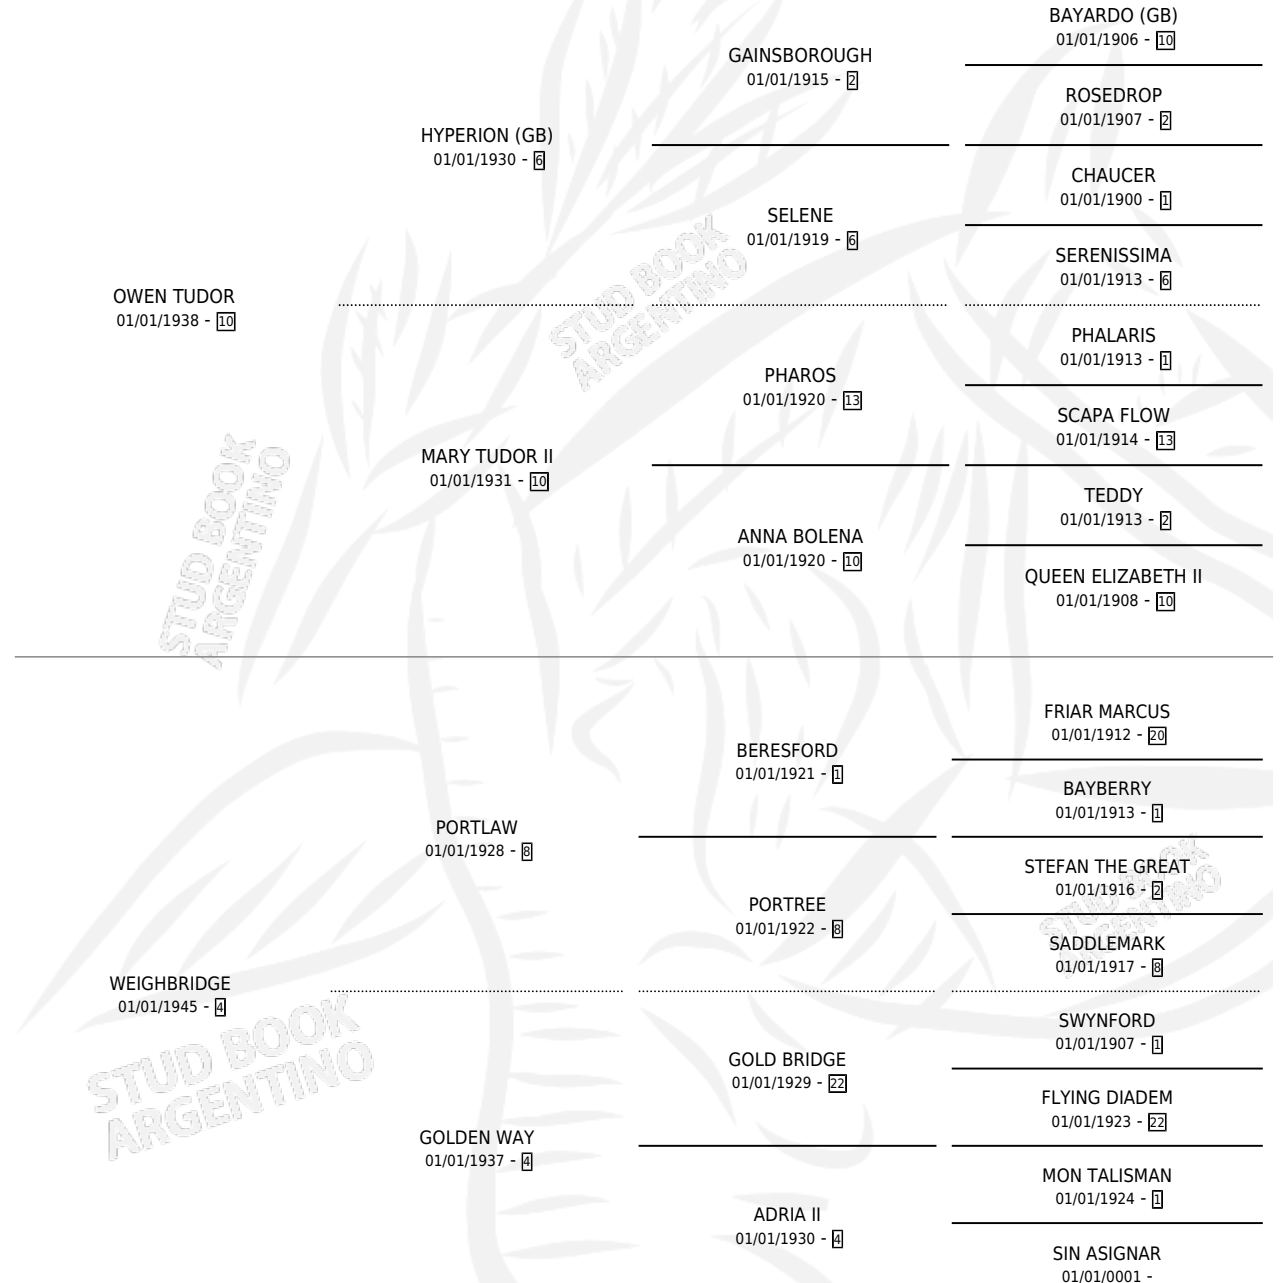 BAYARDO (GB)
01/01/1906 - 10
GAINSBOROUGH
01/01/1915 - 2
ROSEDROP
01/01/1907 - 2
HYPERION (GB)
01/01/1930 - 6
CHAUCER
01/01/1900 - 1
SELENE
01/01/1919 - 6
SERENISSIMA
01/01/1913 - 6
OWEN TUDOR
01/01/1938 - 10
PHALARIS
01/01/1913 - 1
PHAROS
01/01/1920 - 13
SCAPA FLOW
01/01/1914 - 13
MARY TUDOR II
01/01/1931 - 10
TEDDY
01/01/1913 - 2
ANNA BOLENA
01/01/1920 - 10
QUEEN ELIZABETH II
01/01/1908 - 10
FRIAR MARCUS
01/01/1912 - 20
BERESFORD
01/01/1921 - 1
BAYBERRY
01/01/1913 - 1
PORTLAW
01/01/1928 - 8
STEFAN THE GREAT
01/01/1916 - 2
PORTREE
01/01/1922 - 8
SADDLEMARK
01/01/1917 - 8
WEIGHBRIDGE
01/01/1945 - 4
SWYNFORD
01/01/1907 - 1
GOLD BRIDGE
01/01/1929 - 22
FLYING DIADEM
01/01/1923 - 22
GOLDEN WAY
01/01/1937 - 4
MON TALISMAN
01/01/1924 - 1
ADRIA II
01/01/1930 - 4
SIN ASIGNAR
01/01/0001 -
STUD BOOK
ARGENTINO
STUD BOOK
ARGENTINO
STUD BOOK
ARGENTINO
STUD BOOK
ARGENTINO